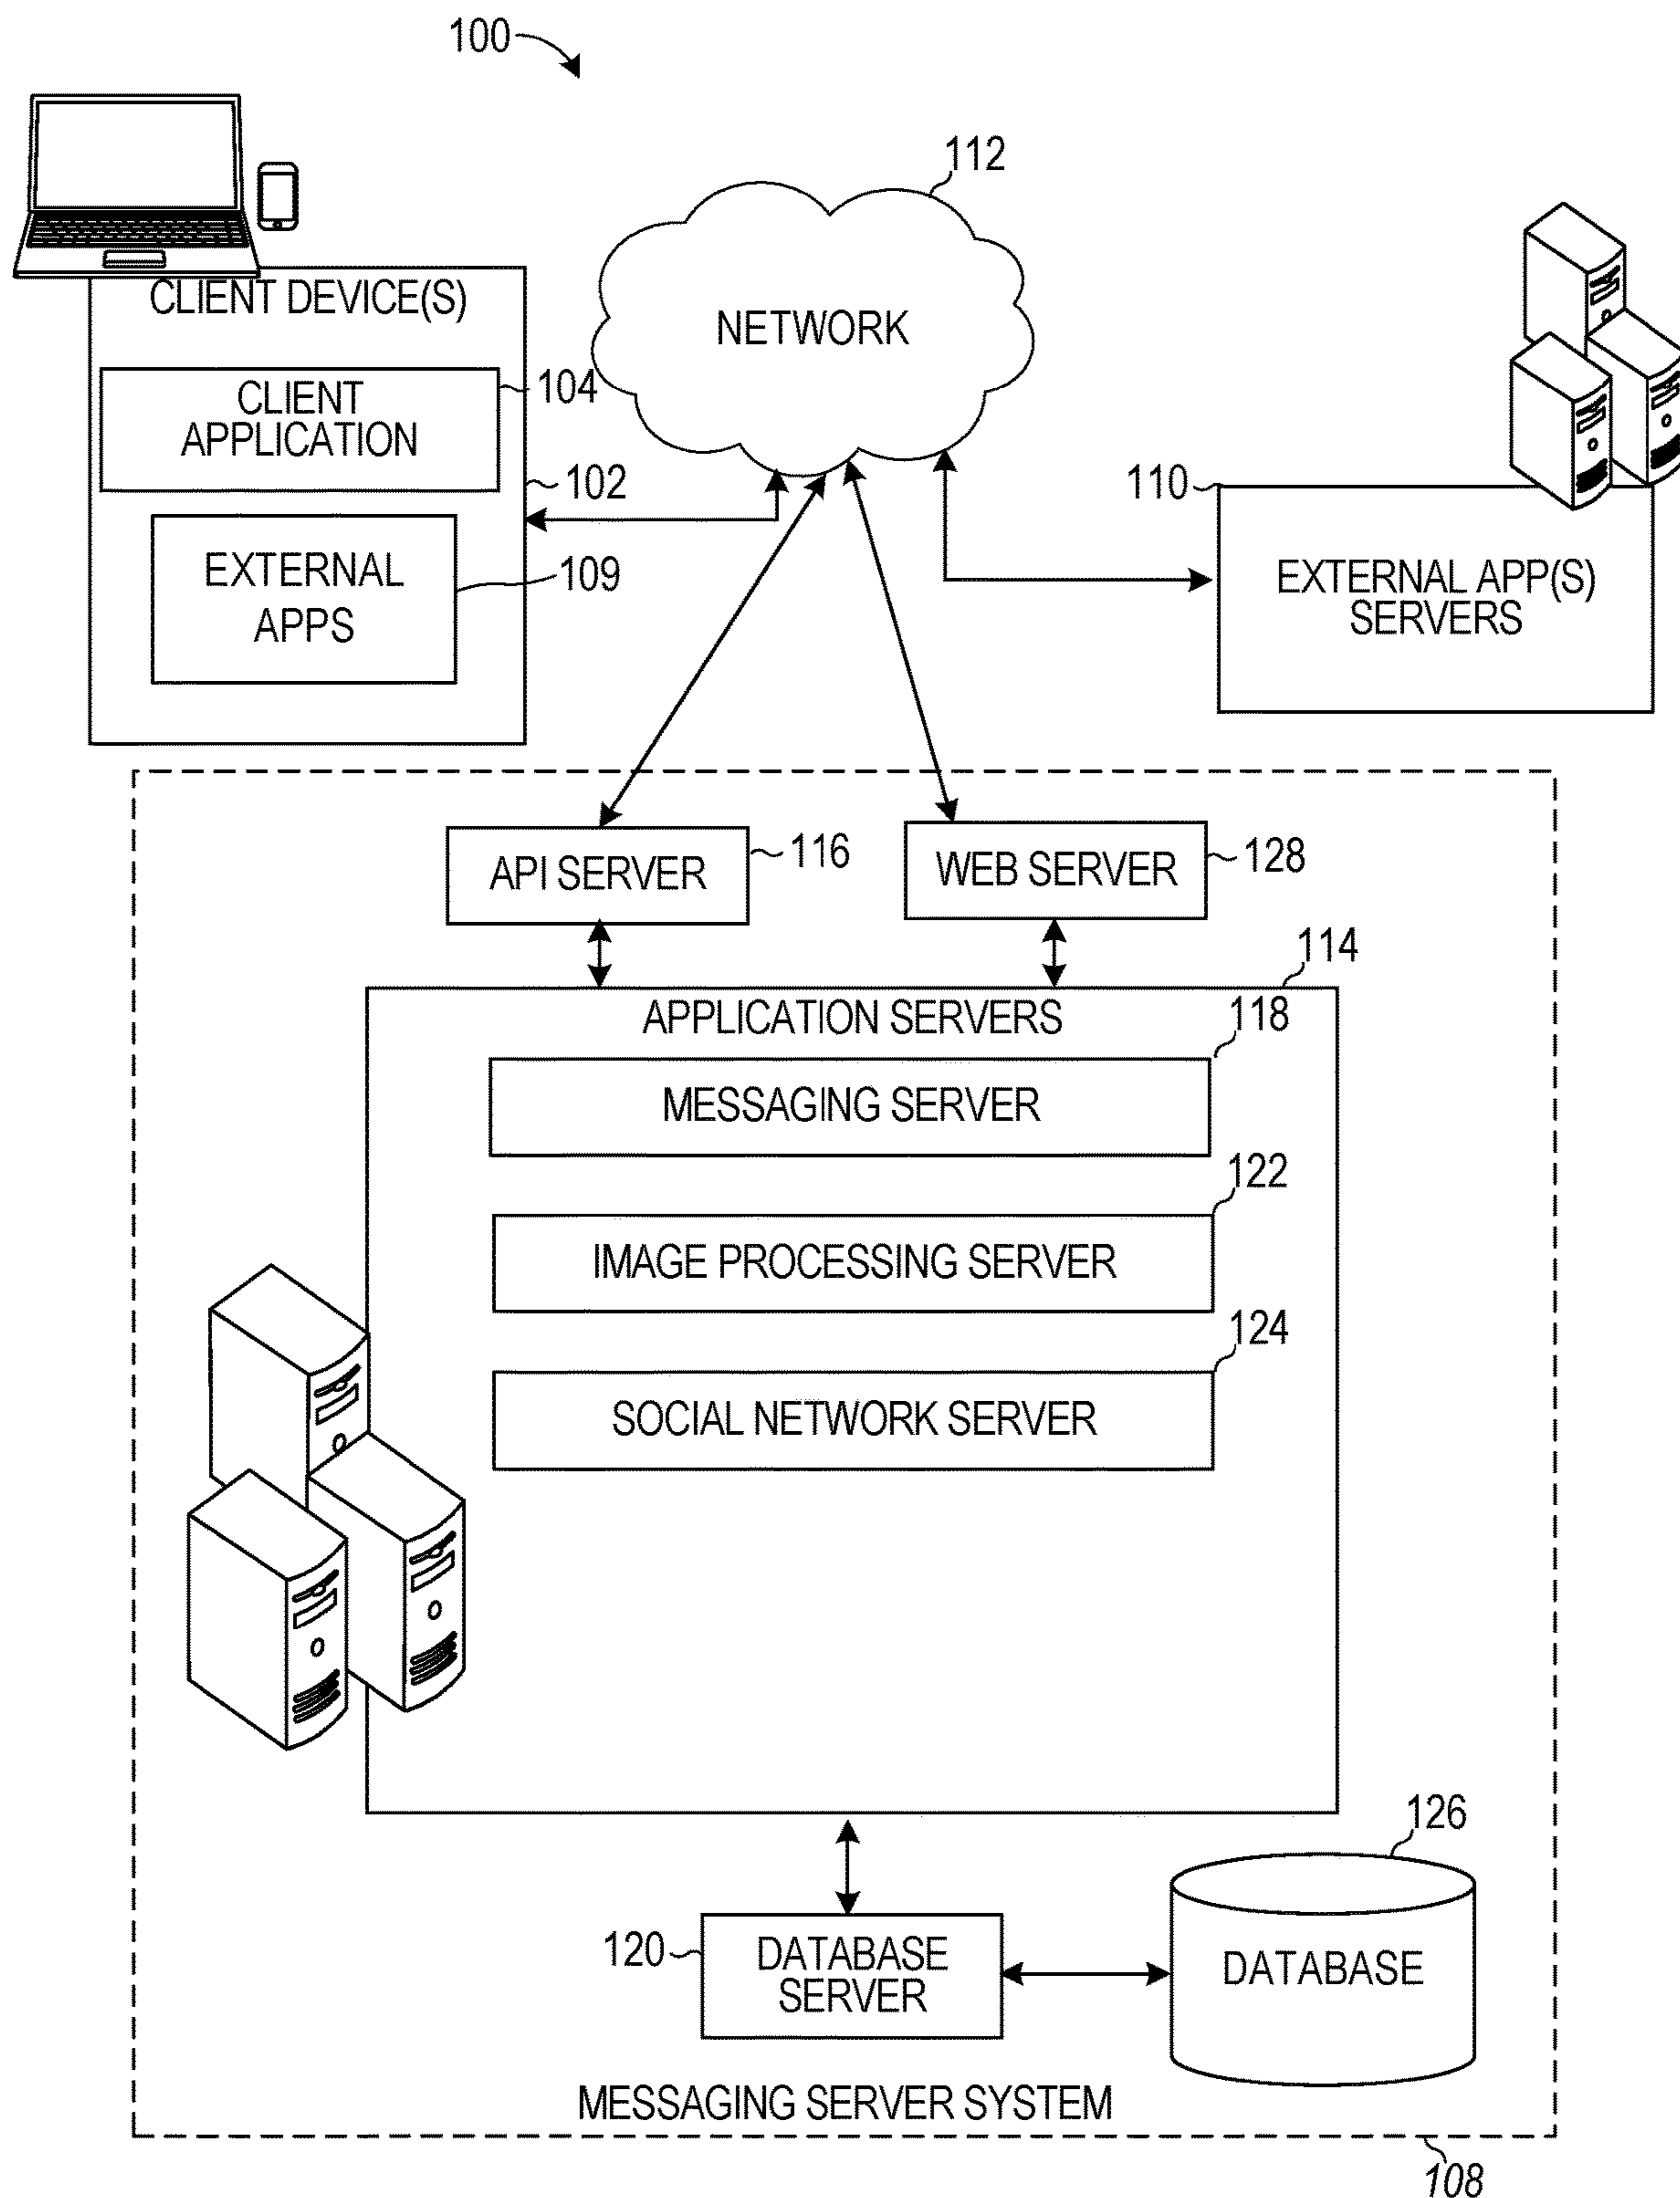 100
112
CLIENT DEVICE(S)
NETWORK
CLIENT
APPLICATION
104
102
110
EXTERNAL
APPS
109
EXTERNAL APP(S)
SERVERS
API SERVER
116
WEB SERVER
128
114
APPLICATION SERVERS
118
MESSAGING SERVER
122
IMAGE PROCESSING SERVER
124
SOCIAL NETWORK SERVER
126
120
DATABASE
SERVER
DATABASE
MESSAGING SERVER SYSTEM
108